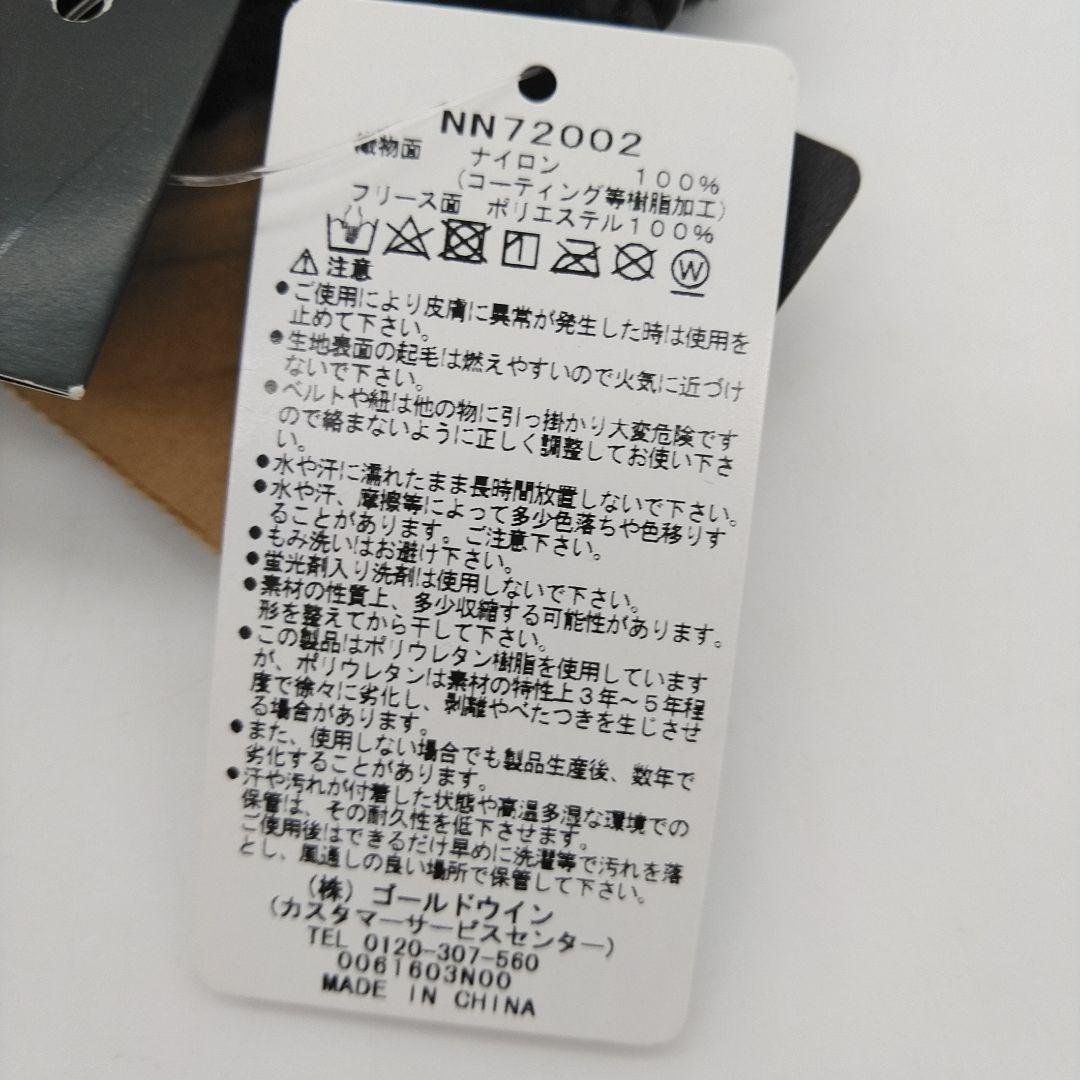 NN72002
織物面 ナイロン 100%
(コーティング等樹脂加工)
フリース面 ポリエステル100%
W
注意
●ご使用により皮膚に異常が発生した時は使用を
止めて下さい。
●生地表面の起毛は燃えやすいので火気に近づけ
ないで下さい。
●ベルトや紐は他の物に引っ掛かり大変危険です
ので絡まないように正しく調整してお使い下さ
い。
●水や汗に濡れたまま長時間放置しないで下さい。
●水や汗、摩擦等によって多少色落ちや色移りす
ることがあります。ご注意下さい。
●もみ洗いはお避け下さい。
●蛍光剤入り洗剤は使用しないで下さい。
●素材の性質上、多少収縮する可能性があります。
形を整えてから干して下さい。
●この製品はポリウレタン樹脂を使用しています
が、ポリウレタンは素材の特性上3年～5年程
度で徐々に劣化し、剥離やべたつきを生じさせ
る場合があります。
●また、使用しない場合でも製品生産後、数年で
劣化することがあります。
●汗や汚れが付着した状態や高温多湿な環境での
保管は、その耐久性を低下させます。
ご使用後はできるだけ早めに洗濯等で汚れを落
とし、風通しの良い場所で保管して下さい。
(株)ゴールドウイン
(カスタマーサービスセンター)
TEL 0120-307-560
0061603N00
MADE IN CHINA